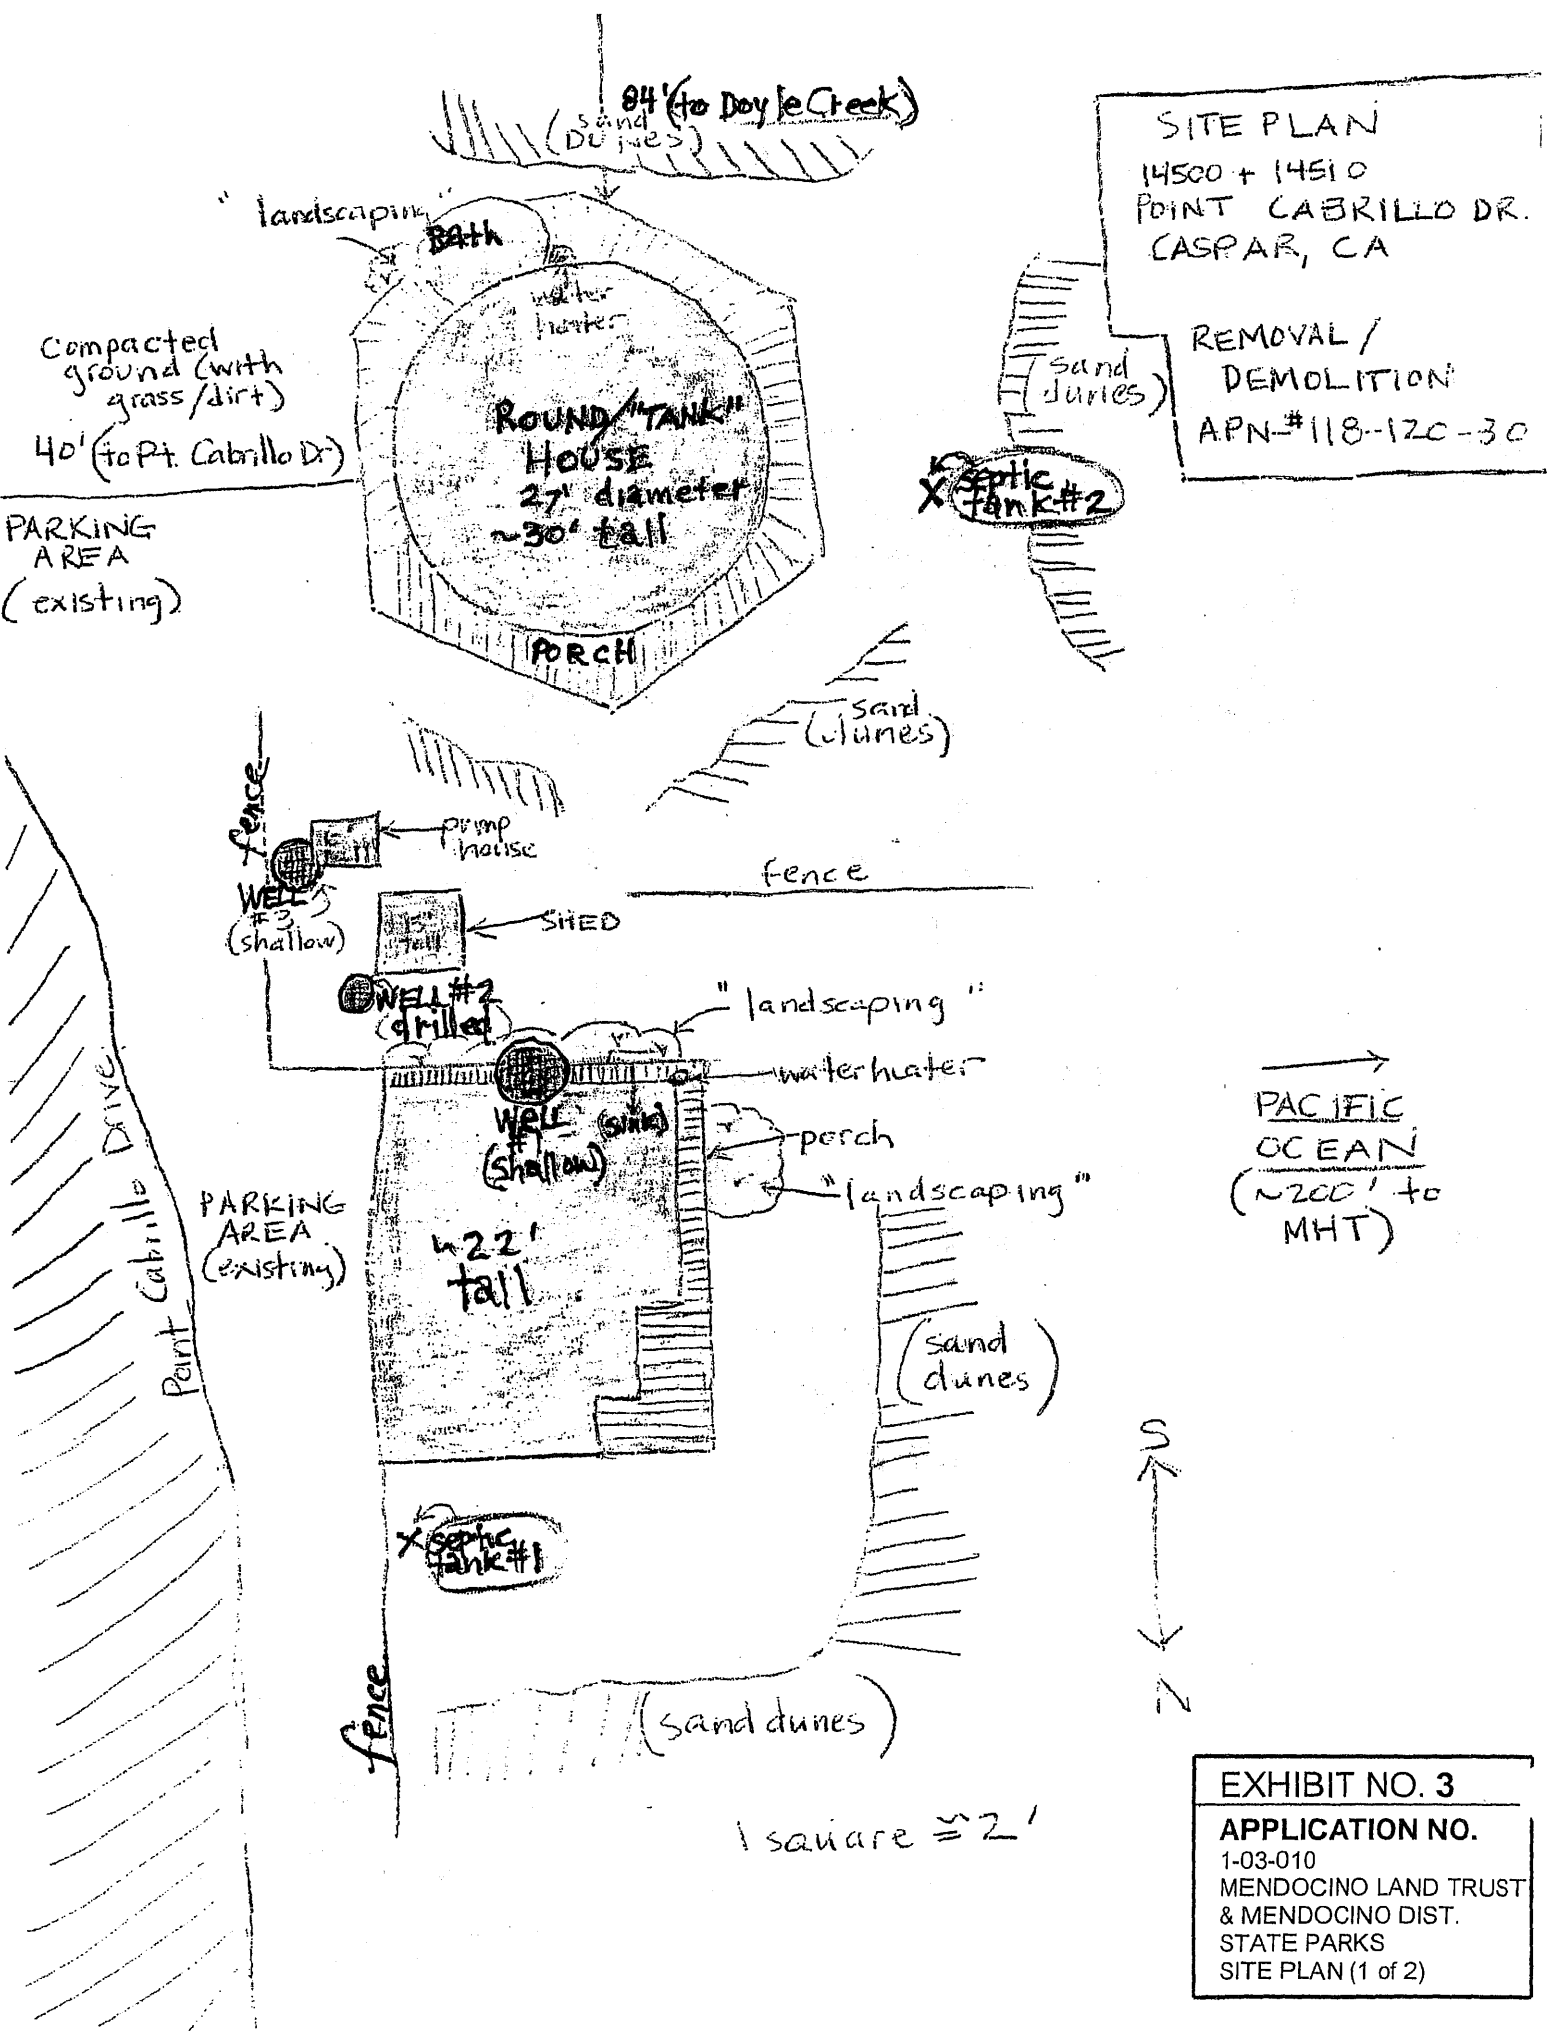 84' (to Doyle Creek)
(sand
Dunes)
SITE PLAN
14500 + 14510
POINT CABRILLO DR.
CASPAR, CA
REMOVAL /
DEMOLITION
APN-#118-120-30
"landscaping"
Bath
water
heater
Compacted
ground (with
grass/dirt)
40' (to Pt. Cabrillo Dr)
ROUND/"TANK"
HOUSE
27' diameter
~30' tall
PORCH
(sand
dunes)
septic
X tank #2
PARKING
AREA
(existing)
sand
(dunes)
fence
pump
house
WELL
#3
(shallow)
fence
SHED
tall
WELL #2
(drilled)
"landscaping"
waterheater
WELL
(shallow)
(sink)
porch
"landscaping"
PACIFIC
OCEAN
(~200' to
MHT)
Point Cabrillo Drive
PARKING
AREA
(existing)
~22'
tall
(sand
dunes)
S
N
X septic
tank #1
fence
(sand dunes)
1 square ≅ 2'
EXHIBIT NO. 3
APPLICATION NO.
1-03-010
MENDOCINO LAND TRUST
& MENDOCINO DIST.
STATE PARKS
SITE PLAN (1 of 2)